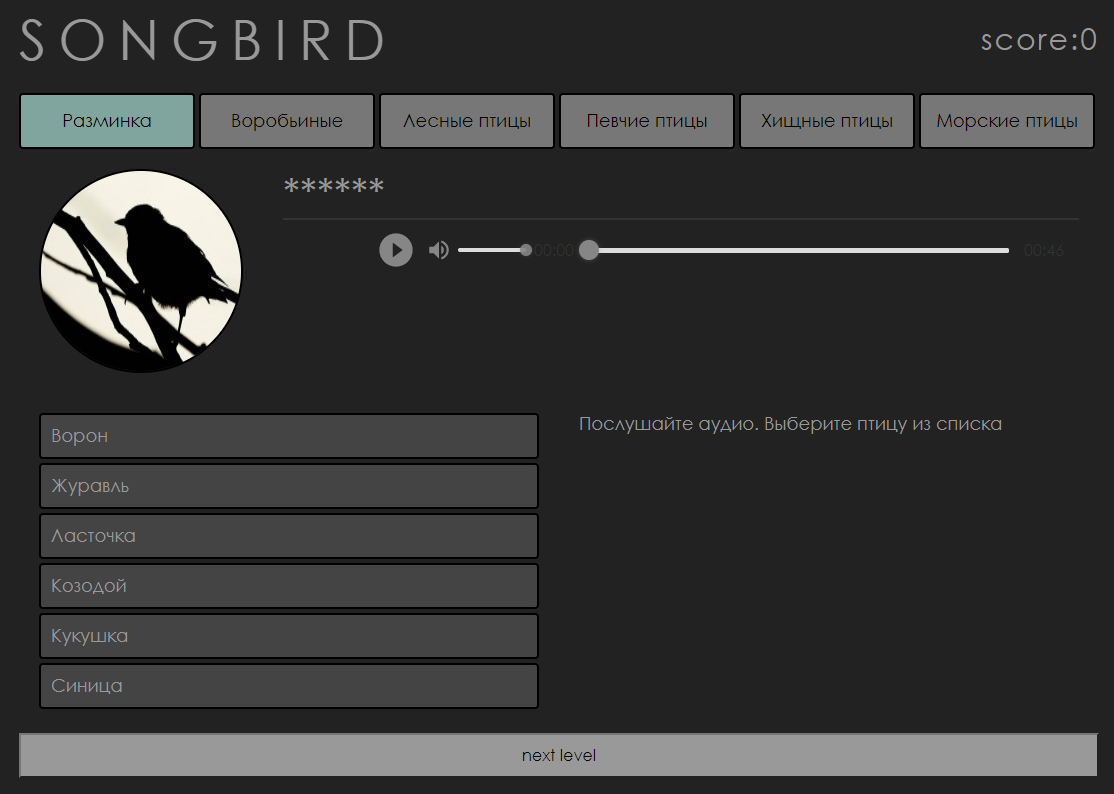 SONGBIRD
score:0
Разминка
Воробьиные
Лесные птицы
Певчие птицы
Хищные птицы
Морские птицы
******
00:00
00:46
Ворон
Журавль
Ласточка
Козодой
Кукушка
Синица
Послушайте аудио. Выберите птицу из списка
next level